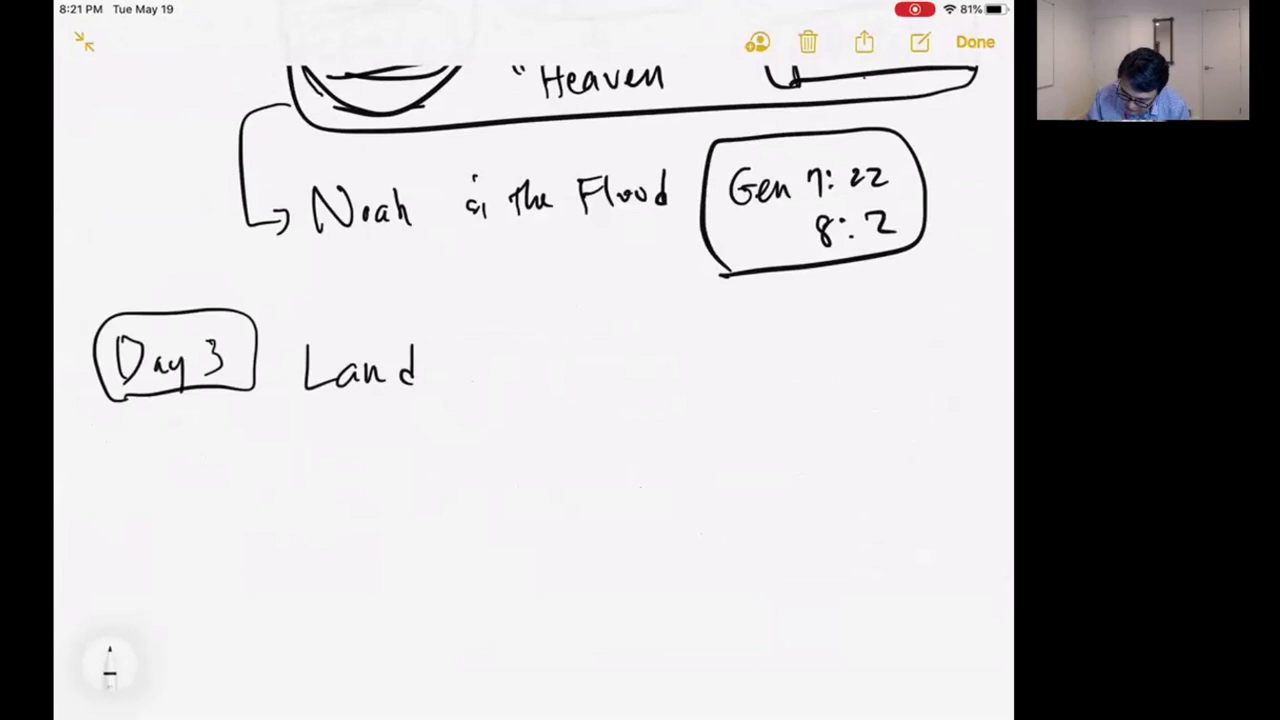 8:21 PM Tue May 19 81%
Done
"Heaven
Noah & the Flood
Gen 7:22
8:2
Day 3 Land